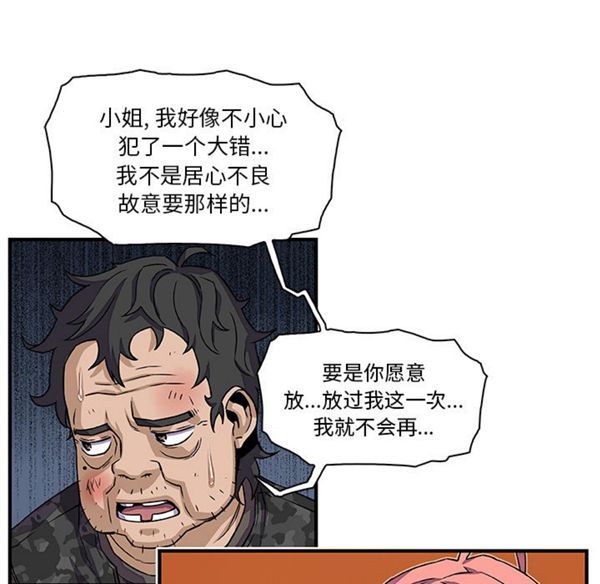 小姐, 我好像不小心
犯了一个大错...
我不是居心不良
故意要那样的...
要是你愿意
放...放过我这一次...
我就不会再...